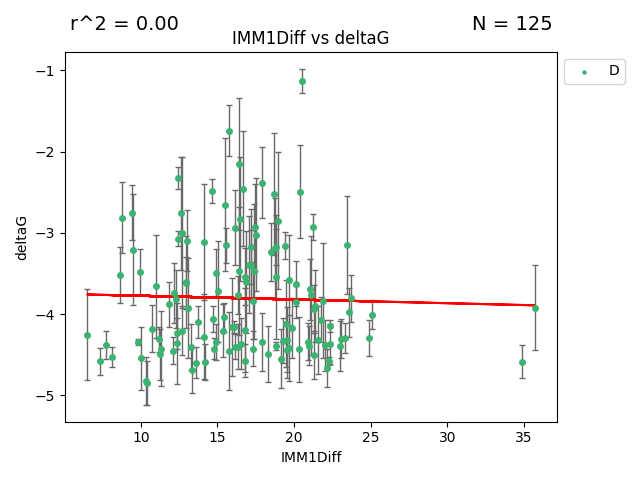 r^2 = 0.00
N = 125
IMM1Diff vs deltaG
D
−1
−2
−3
−4
−5
deltaG
10
15
20
25
30
35
IMM1Diff